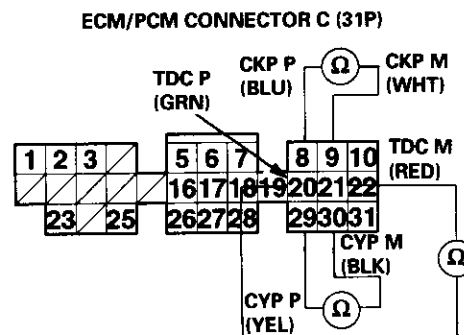 ECM/PCM CONNECTOR C (31P)
CKP P
(BLU)
Ω
CKP M
(WHT)
TDC P
(GRN)
TDC M
(RED)
1 2 3 5 6 7 8 9 10
16 17 18 19 20 21 22
23 25 26 27 28 29 30 31
Ω
CYP M
(BLK)
CYP P
(YEL)
Ω